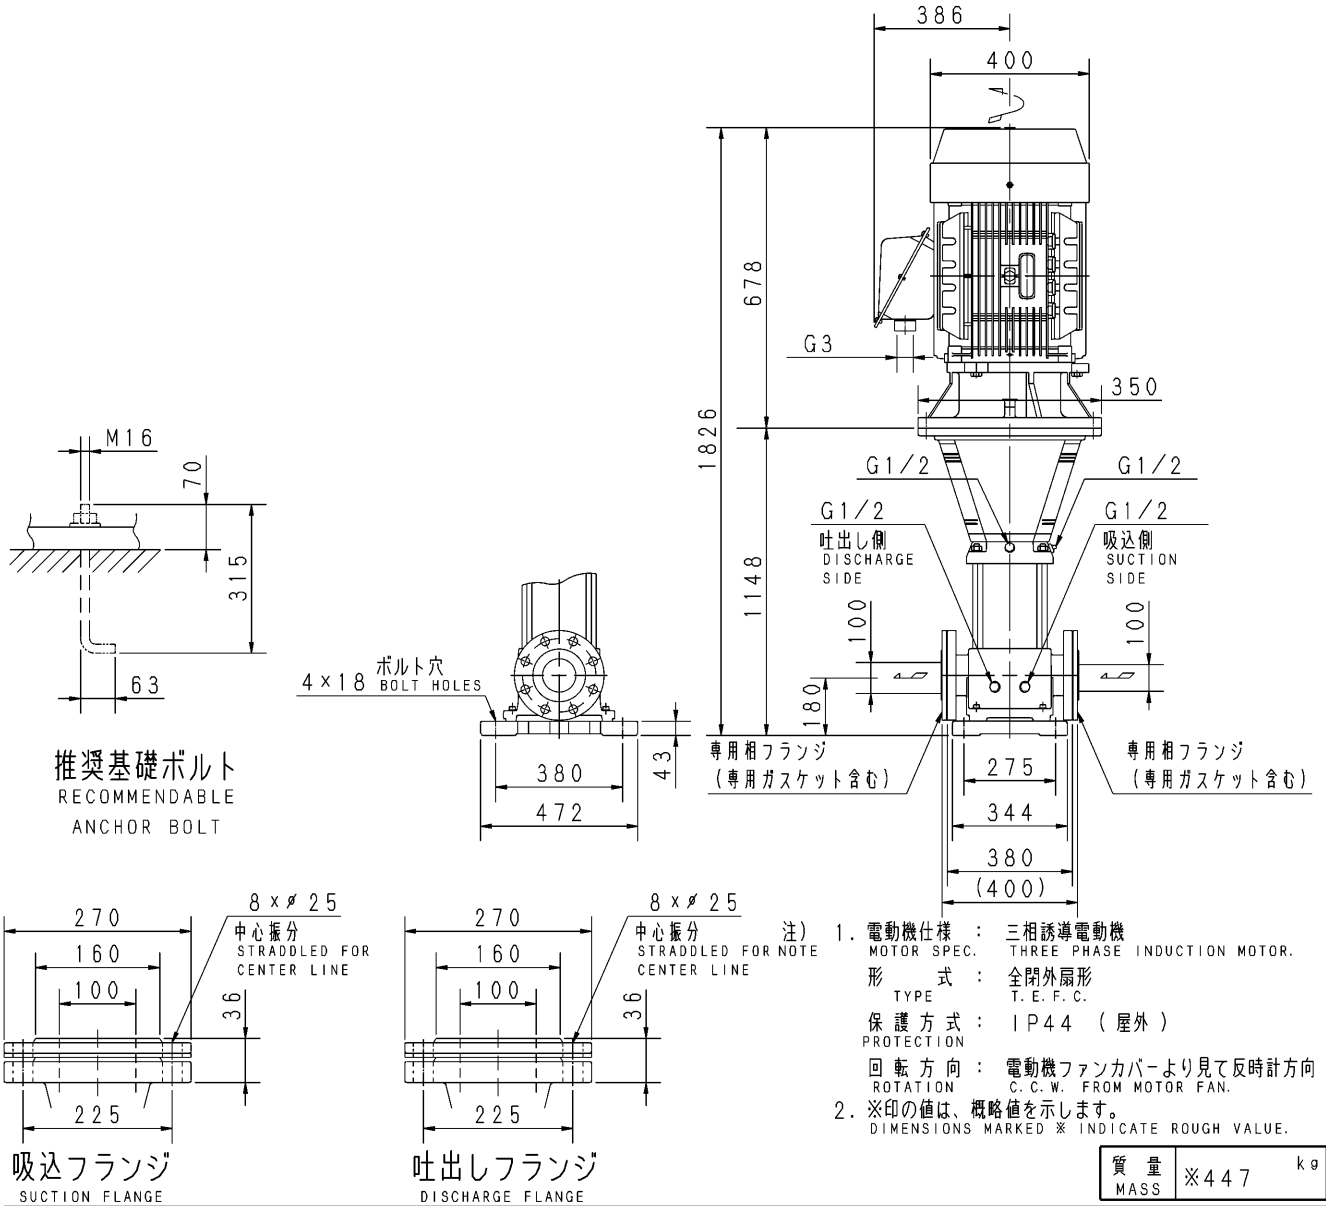 386
400
678
1826
G3
350
1148
G1/2
G1/2
G1/2
吐出し側
DISCHARGE
SIDE
G1/2
吸込側
SUCTION
SIDE
100
100
180
専用相フランジ
(専用ガスケット含む)
専用相フランジ
(専用ガスケット含む)
275
344
380
(400)
M16
70
315
63
推奨基礎ボルト
RECOMMENDABLE
ANCHOR BOLT
ボルト穴
4×18 BOLT HOLES
43
380
472
270
160
100
36
8×ø25
中心振分
STRADDLED FOR
CENTER LINE
225
吸込フランジ
SUCTION FLANGE
270
160
100
36
8×ø25
中心振分
STRADDLED FOR
CENTER LINE
225
吐出しフランジ
DISCHARGE FLANGE
注) 1. 電動機仕様 : 三相誘導電動機
NOTE MOTOR SPEC. THREE PHASE INDUCTION MOTOR.
形 式 : 全閉外扇形
TYPE T.E.F.C.
保護方式 : IP44 (屋外)
PROTECTION
回転方向 : 電動機ファンカバーより見て反時計方向
ROTATION C.C.W. FROM MOTOR FAN.
2. ※印の値は、概略値を示します。
DIMENSIONS MARKED ※ INDICATE ROUGH VALUE.
質量 ※447 kg
MASS